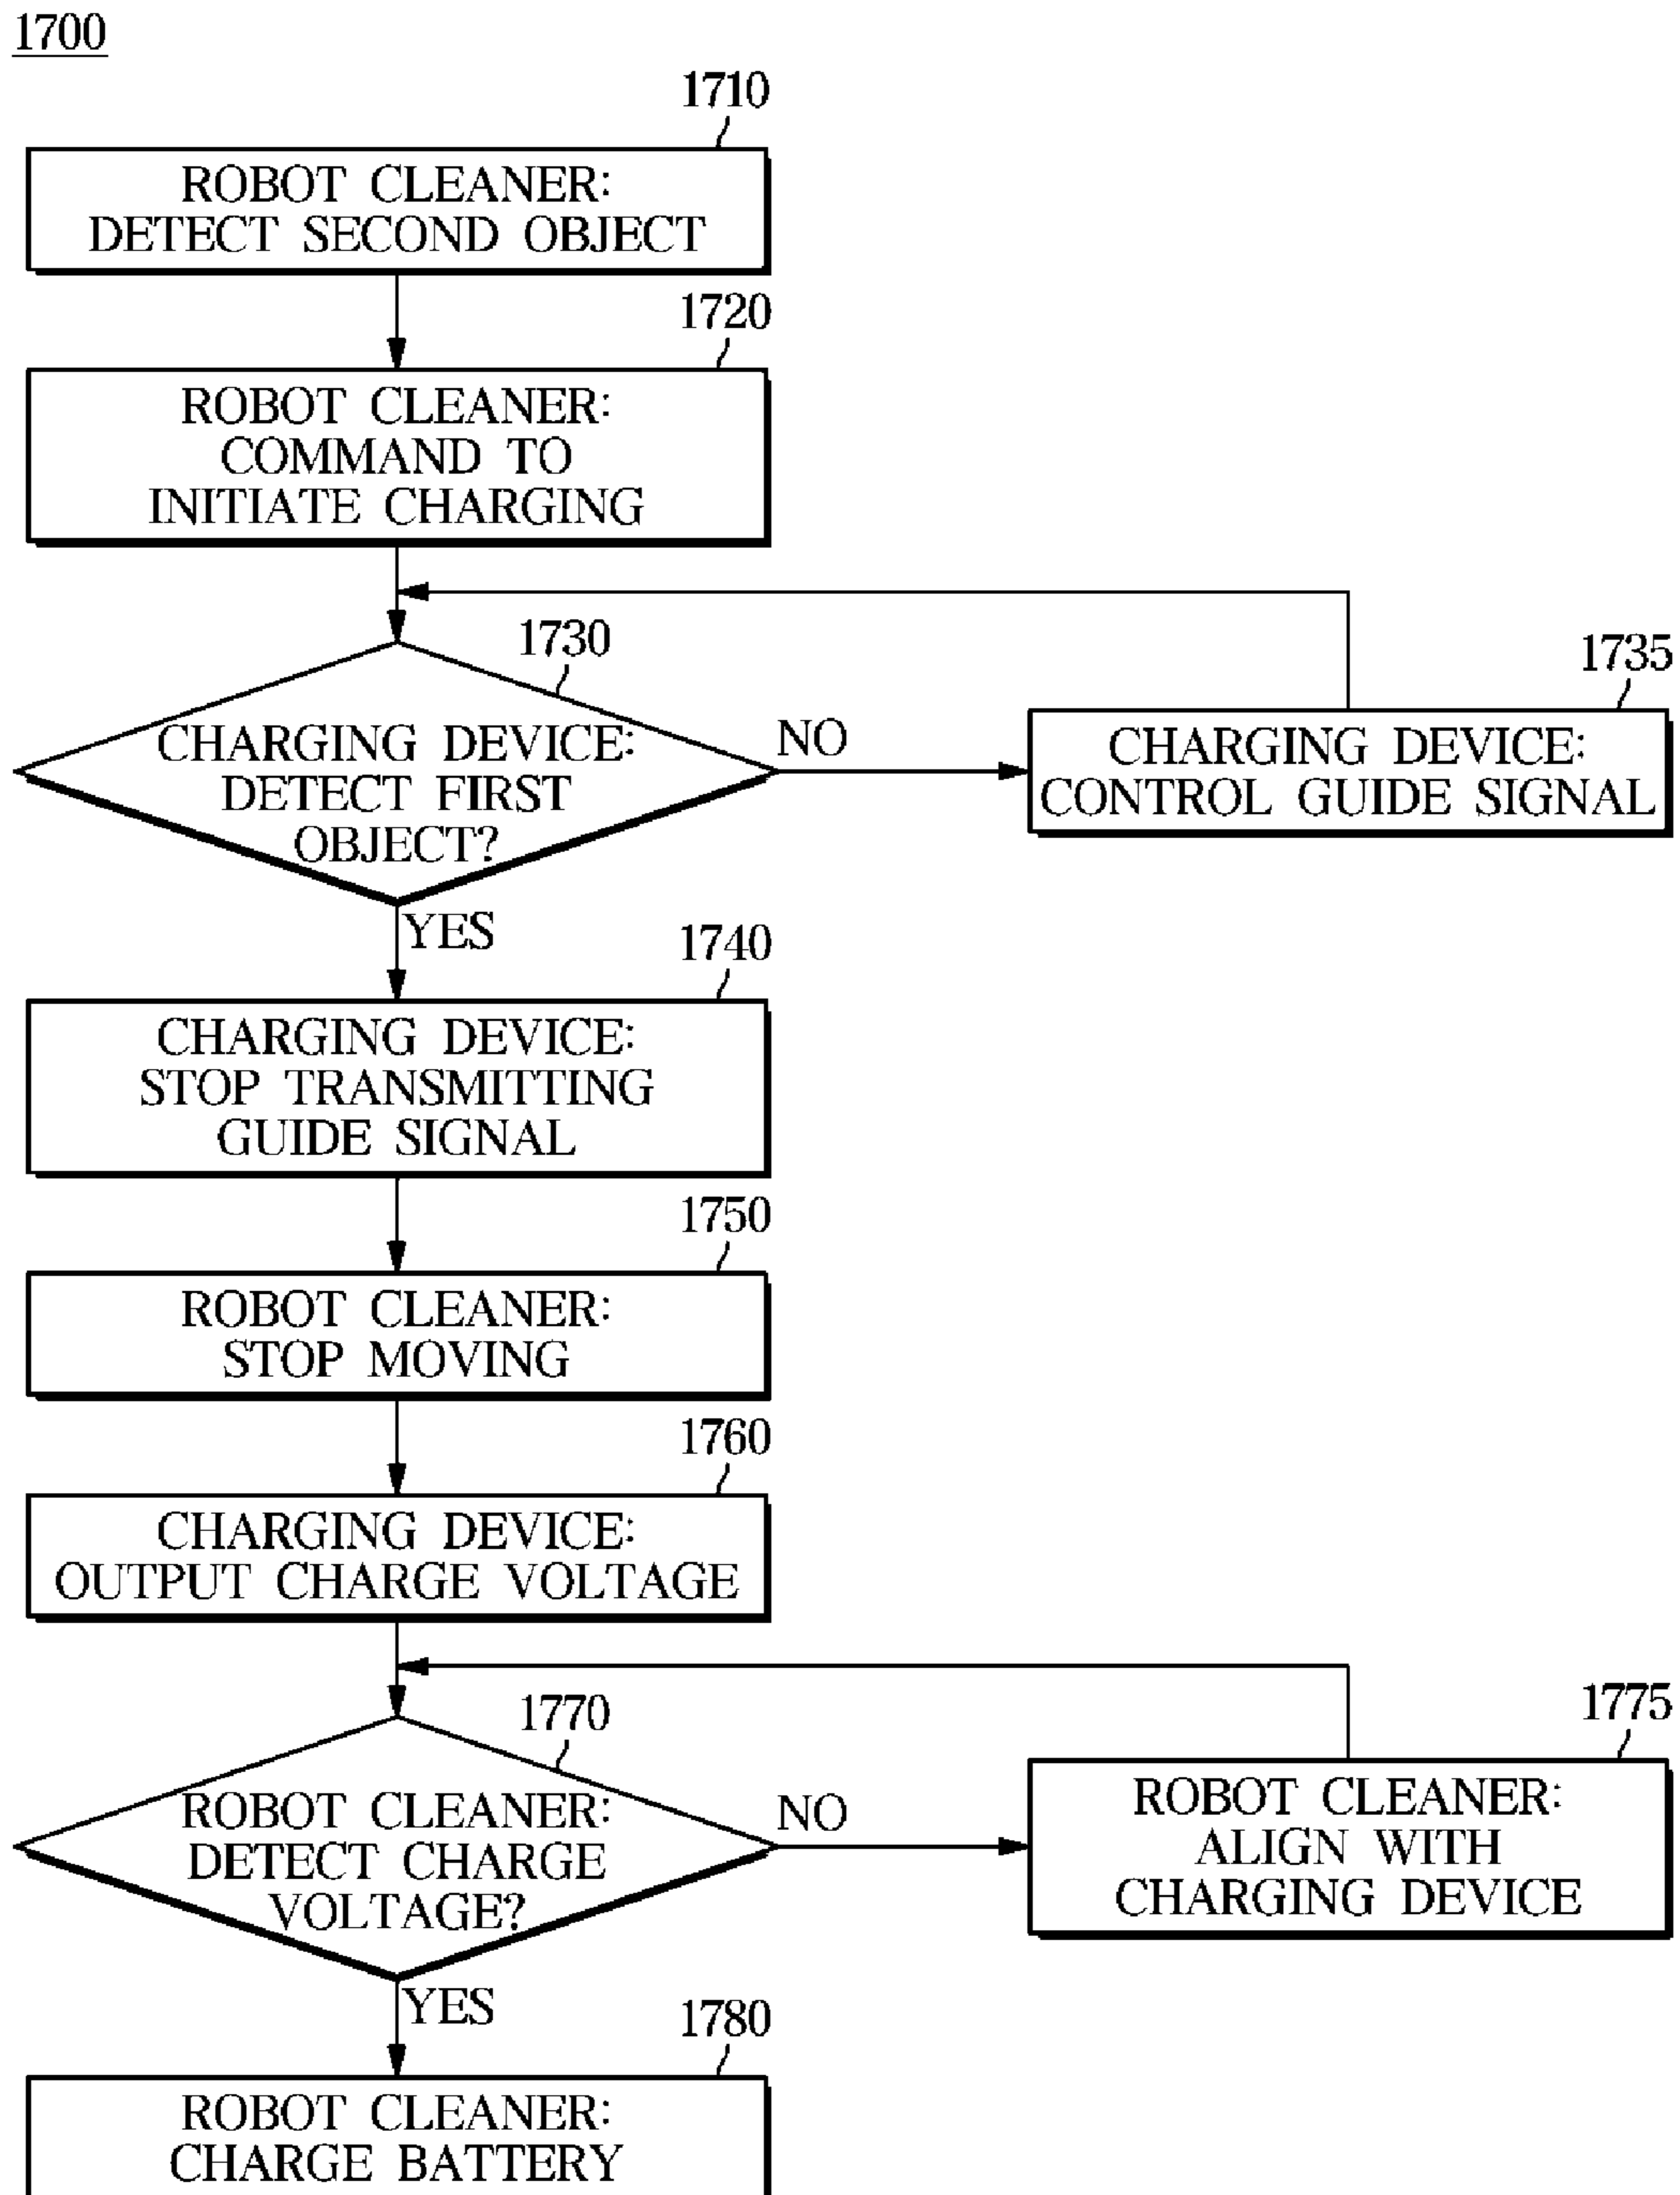 1700
1710
ROBOT CLEANER:
DETECT SECOND OBJECT
1720
ROBOT CLEANER:
COMMAND TO
INITIATE CHARGING
1730
CHARGING DEVICE:
DETECT FIRST
OBJECT?
NO
1735
CHARGING DEVICE:
CONTROL GUIDE SIGNAL
YES
1740
CHARGING DEVICE:
STOP TRANSMITTING
GUIDE SIGNAL
1750
ROBOT CLEANER:
STOP MOVING
1760
CHARGING DEVICE:
OUTPUT CHARGE VOLTAGE
1770
ROBOT CLEANER:
DETECT CHARGE
VOLTAGE?
NO
1775
ROBOT CLEANER:
ALIGN WITH
CHARGING DEVICE
YES
1780
ROBOT CLEANER:
CHARGE BATTERY